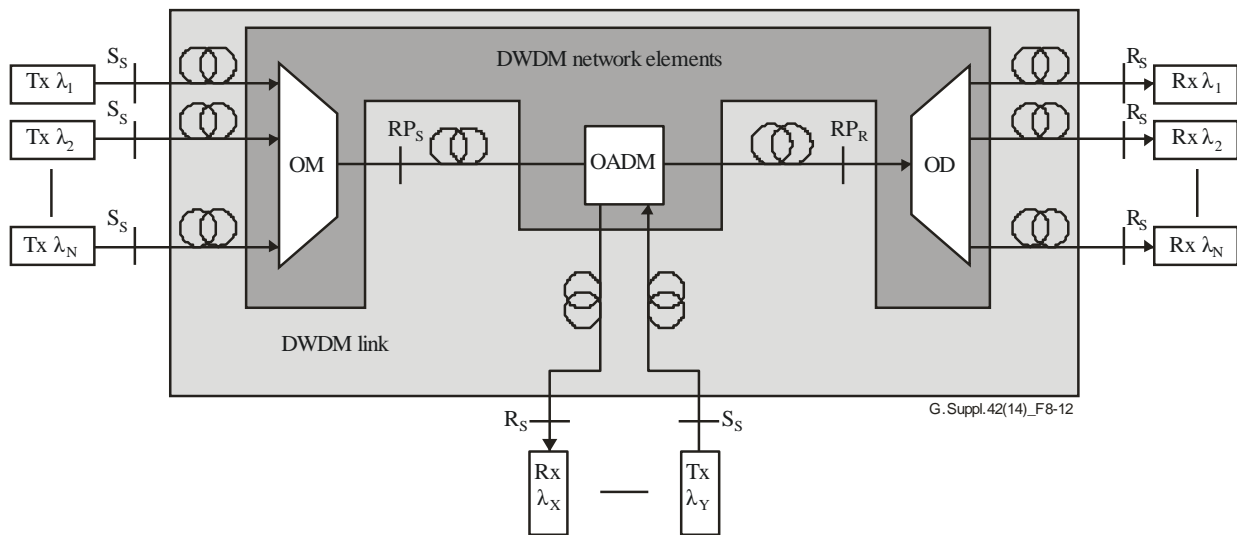 DWDM network elements
S_S
Tx λ_1
S_S
Tx λ_2
S_S
Tx λ_N
OM
RP_S
OADM
RP_R
OD
R_S
Rx λ_1
R_S
Rx λ_2
R_S
Rx λ_N
DWDM link
G.Suppl.42(14)_F8-12
R_S
S_S
Rx
λ_X
Tx
λ_Y